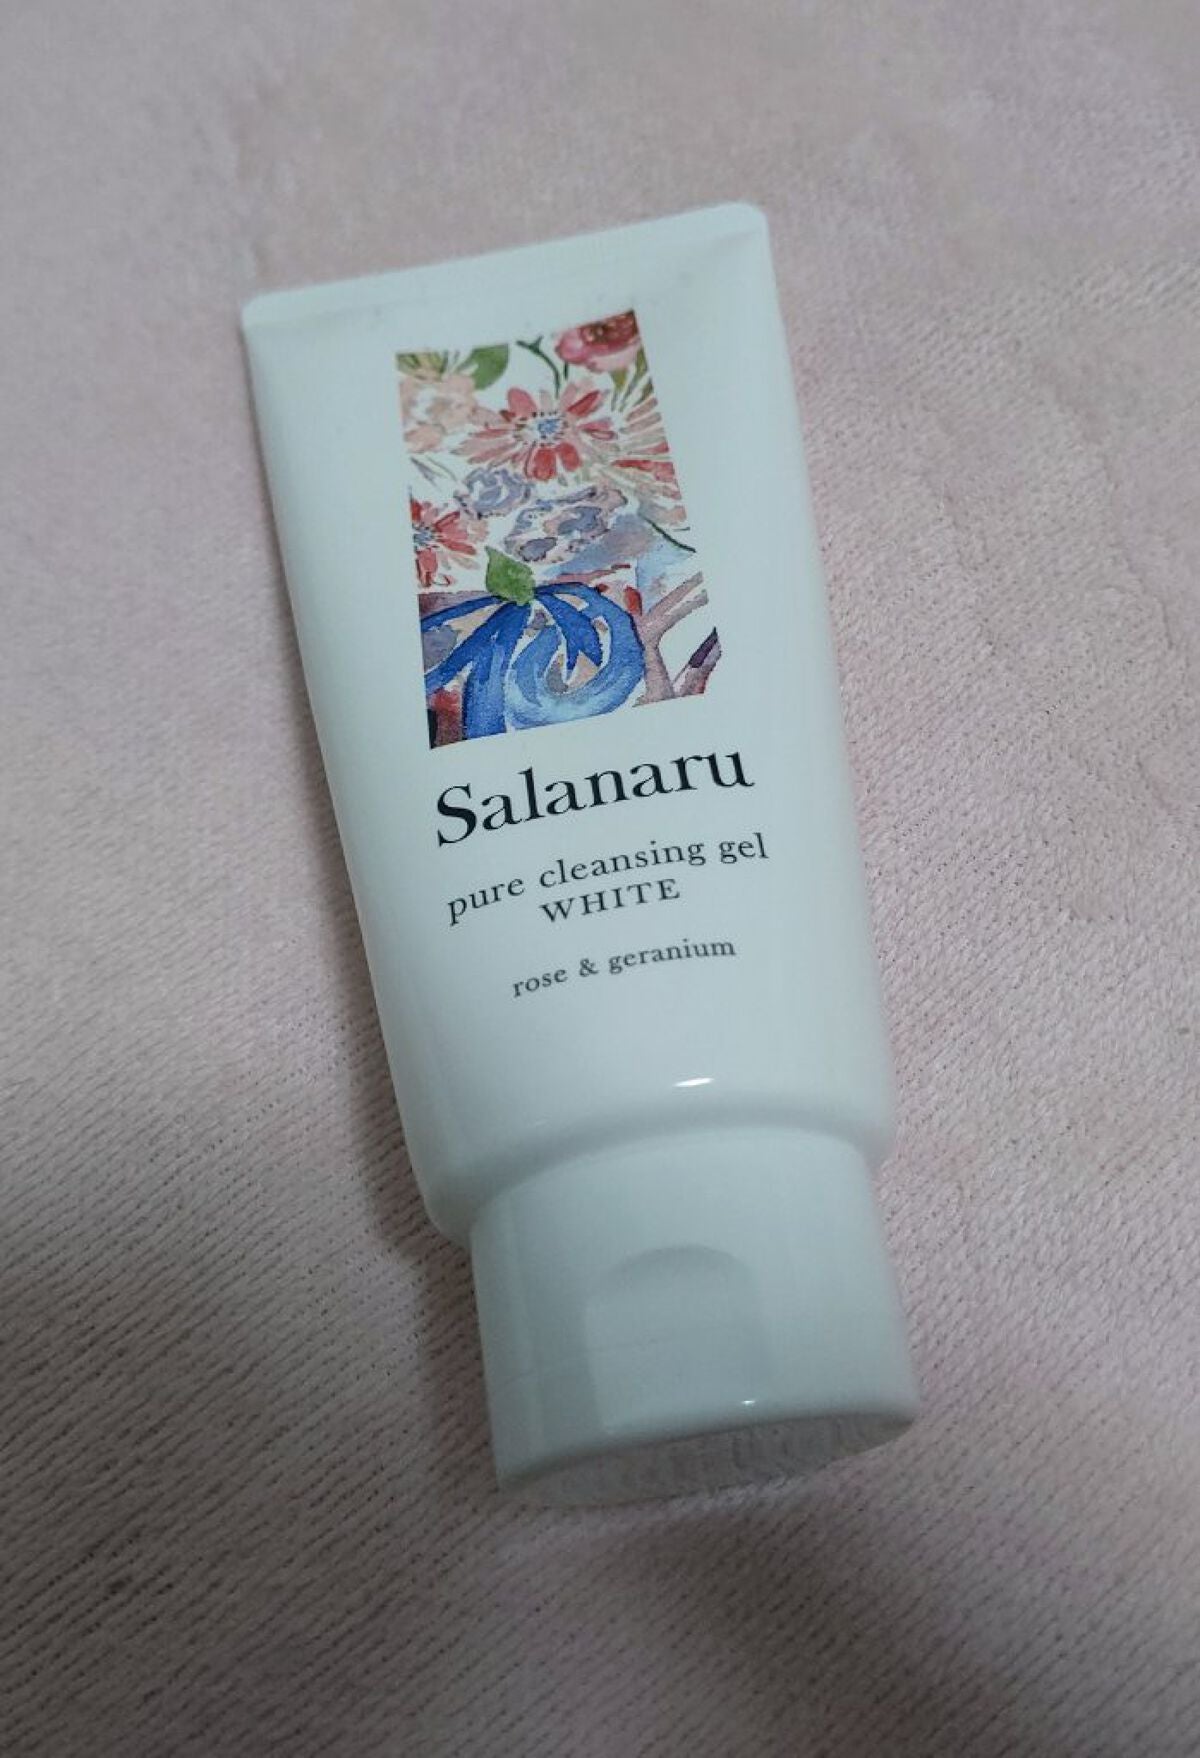 Salanaru
pure cleansing gel
WHITE
rose & geranium